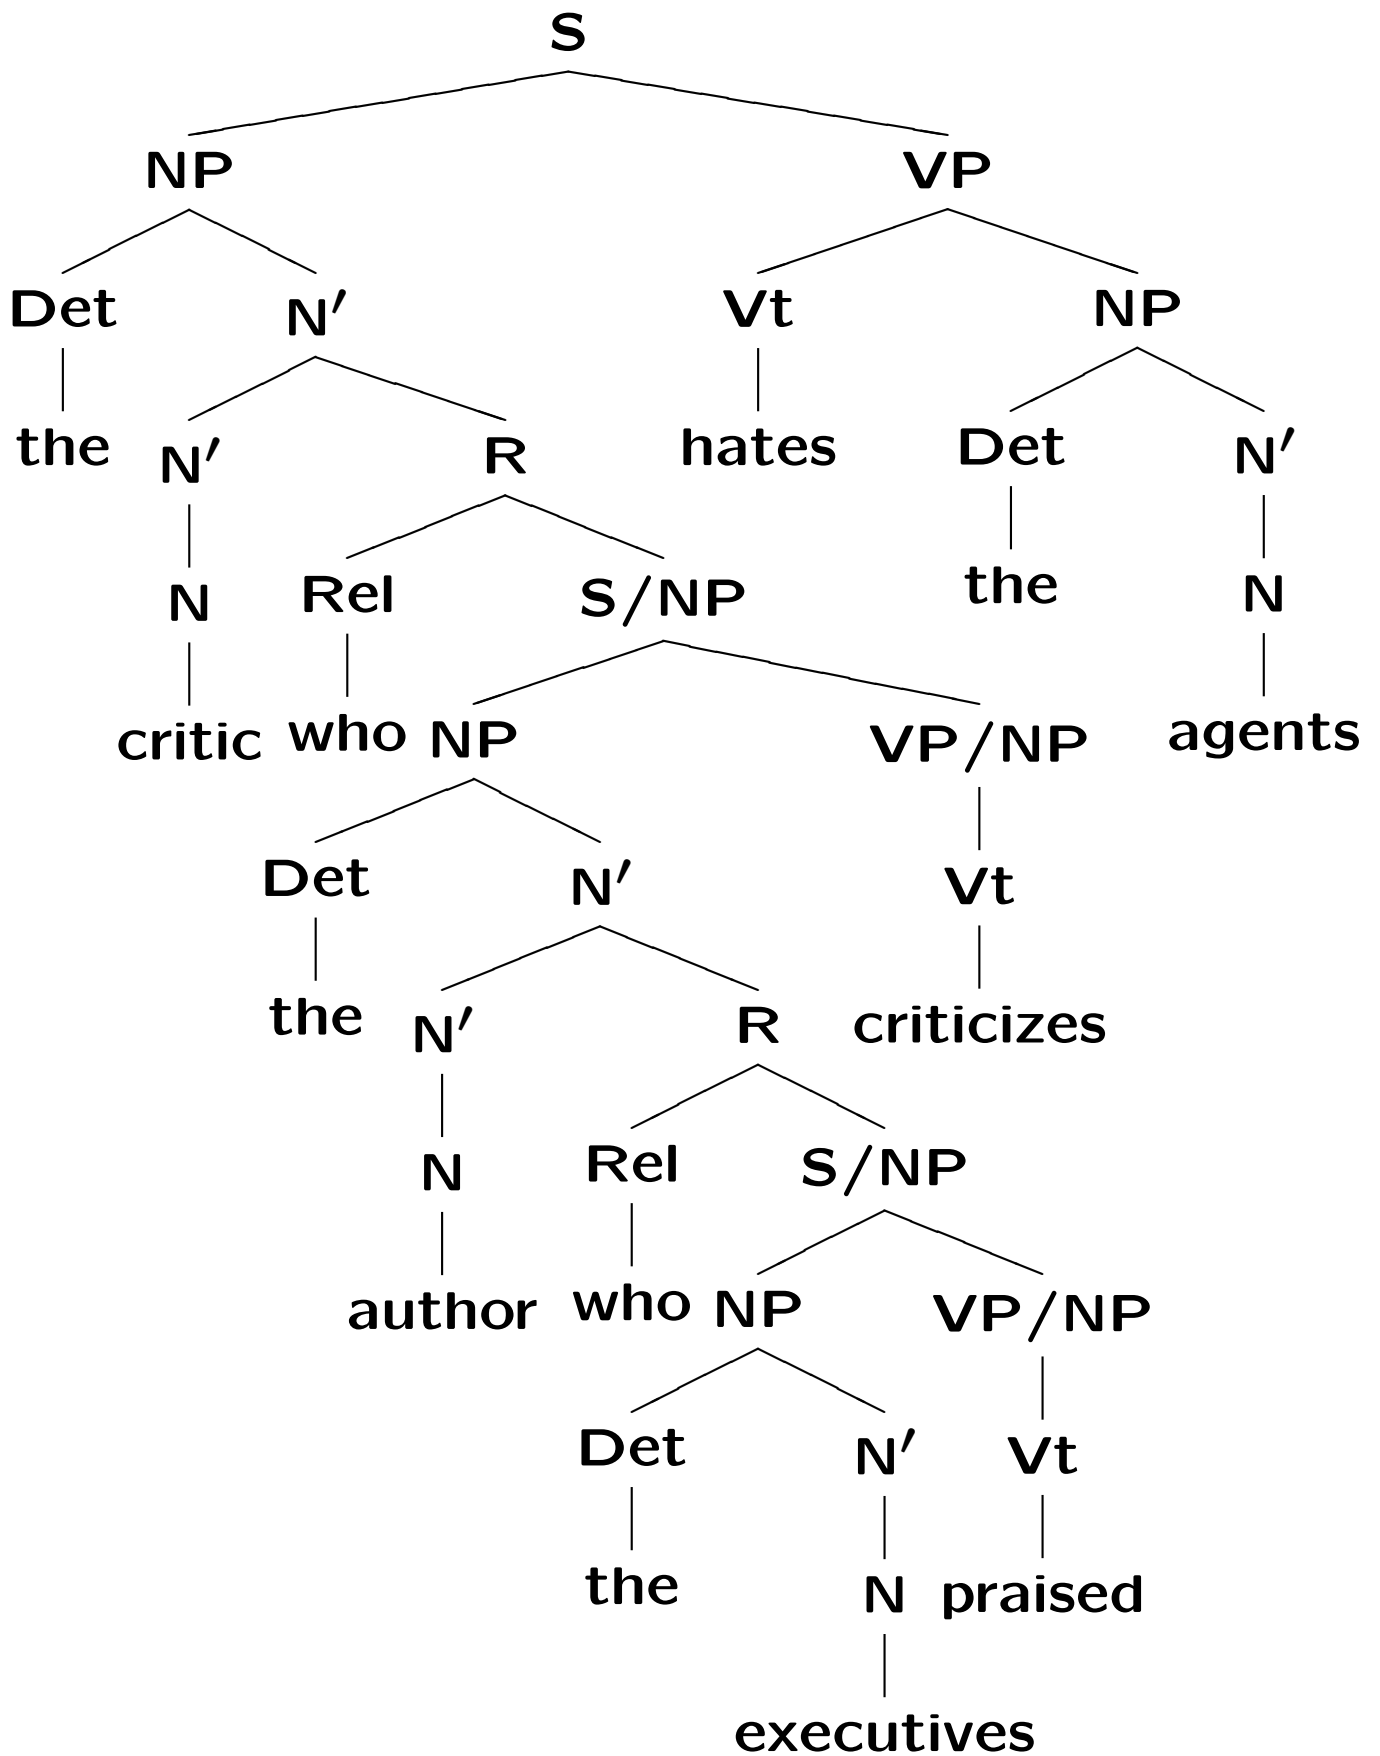 S
NP VP
Det N′ Vt NP
the N′ R hates Det N′
N Rel S/NP the N
critic who NP VP/NP agents
Det N′ Vt
the N′ R criticizes
N Rel S/NP
author who NP VP/NP
Det N′ Vt
the N praised
executives